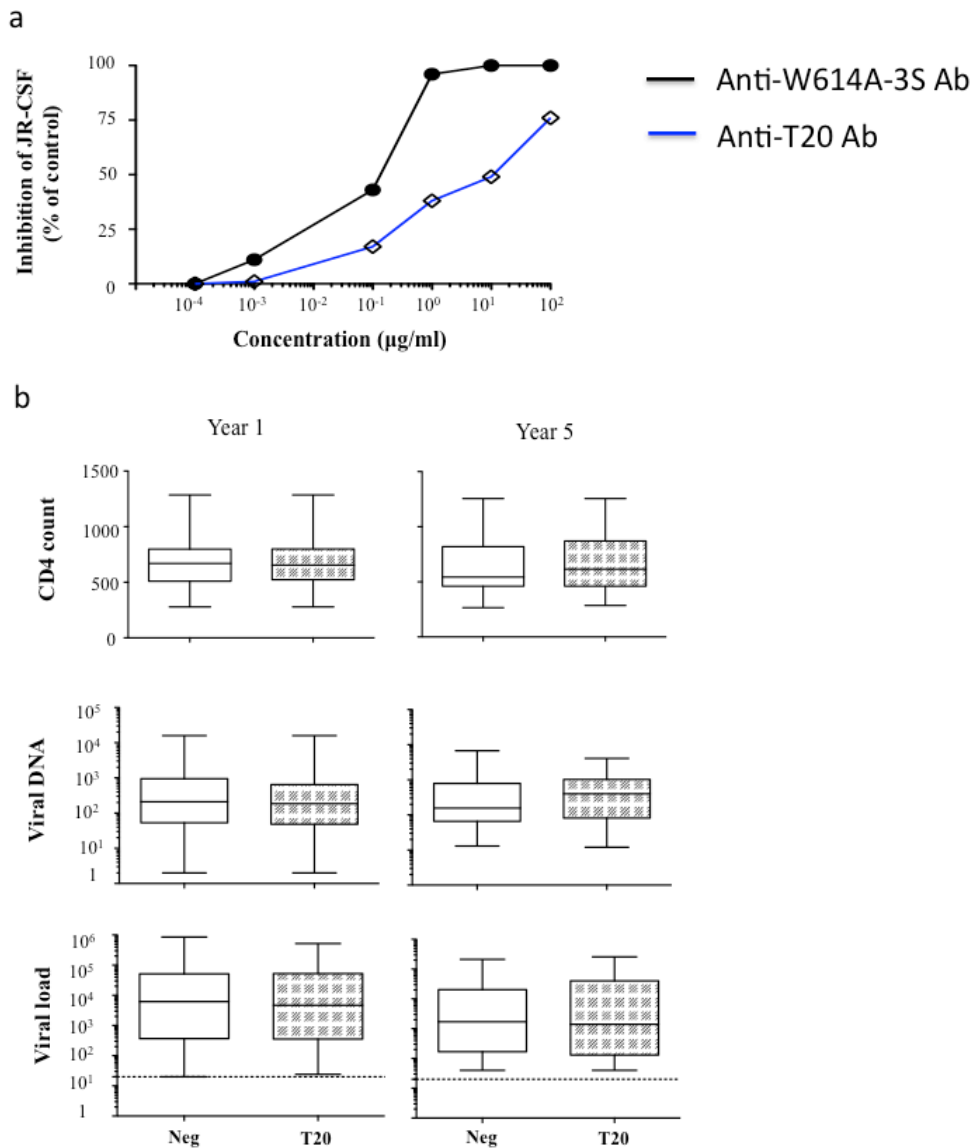 a
Inhibition of JR-CSF
(% of control)
100
75
50
25
0
10⁻⁴ 10⁻³ 10⁻² 10⁻¹ 10⁰ 10¹ 10²
Concentration (µg/ml)
Anti-W614A-3S Ab
Anti-T20 Ab
b
Year 1 Year 5
CD4 count
1500
1000
500
0
Viral DNA
10⁵
10⁴
10³
10²
10¹
1
Viral load
10⁶
10⁵
10⁴
10³
10²
10¹
1
Neg T20 Neg T20